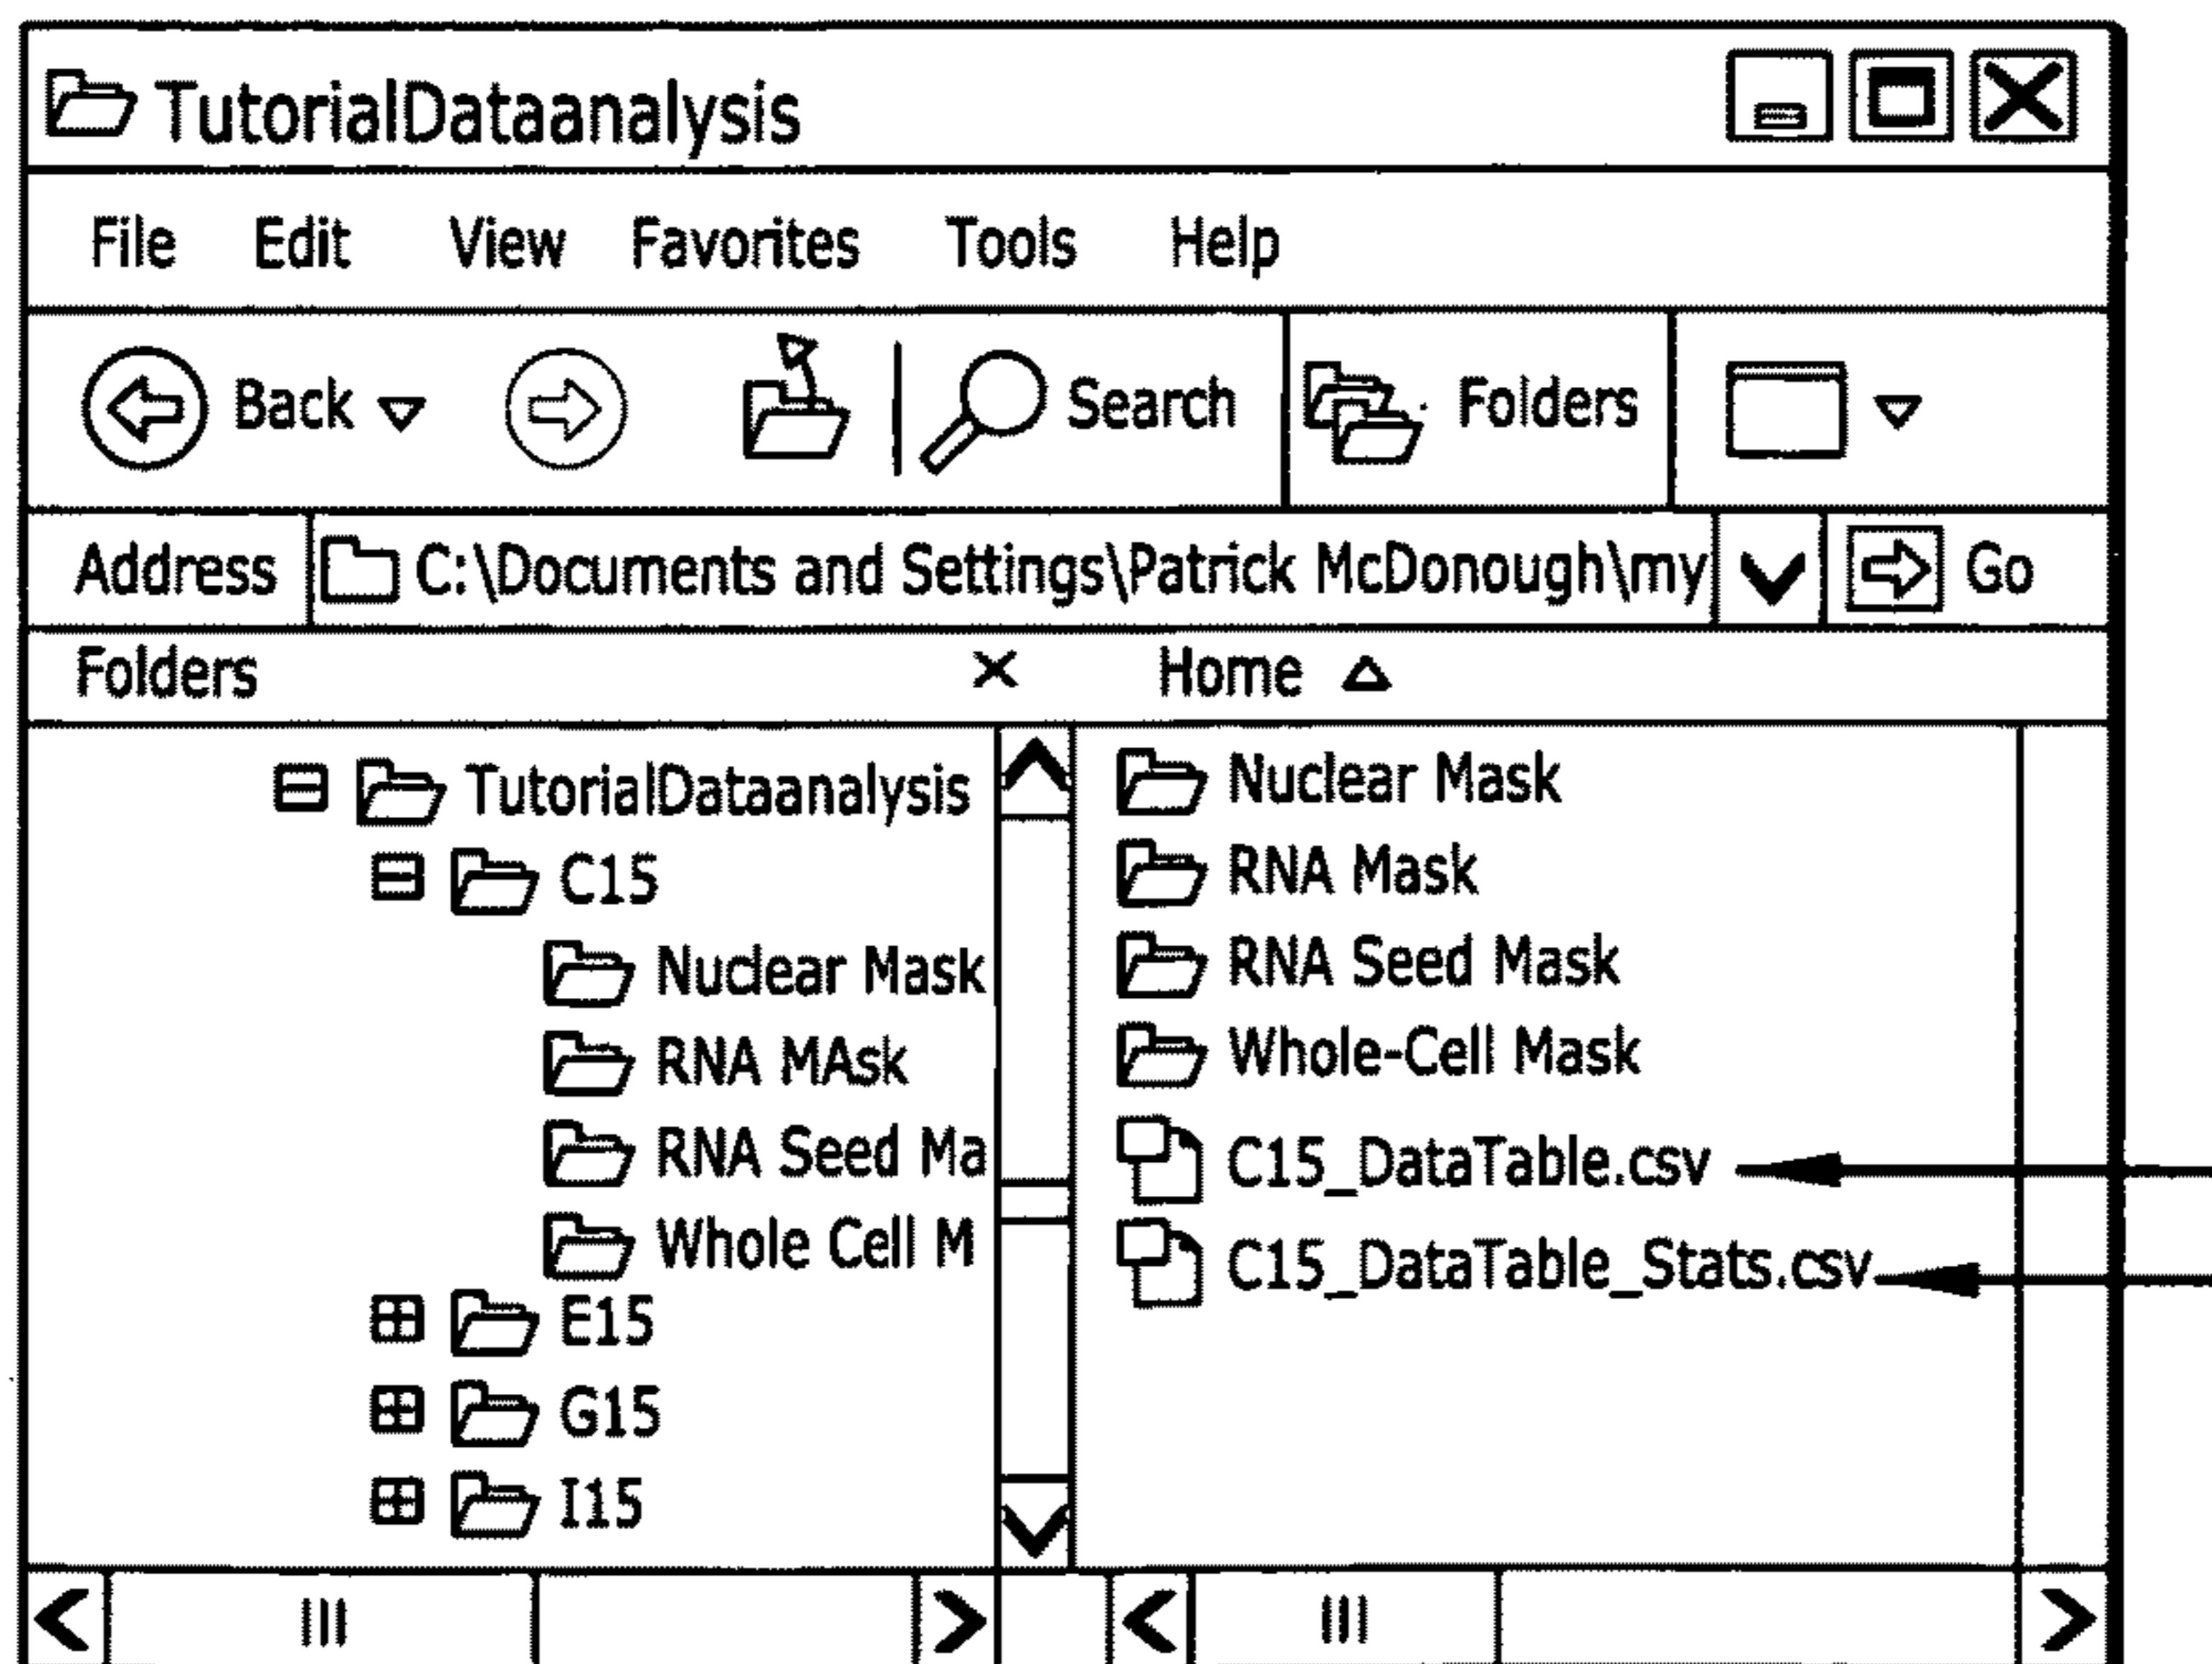 TutorialDataanalysis
File Edit View Favorites Tools Help
Back Search Folders
Address C:\Documents and Settings\Patrick McDonough\my Go
Folders Home
TutorialDataanalysis
C15
Nuclear Mask
RNA MAsk
RNA Seed Ma
Whole Cell M
E15
G15
I15
Nuclear Mask
RNA Mask
RNA Seed Mask
Whole-Cell Mask
C15_DataTable.csv
C15_DataTable_Stats.csv